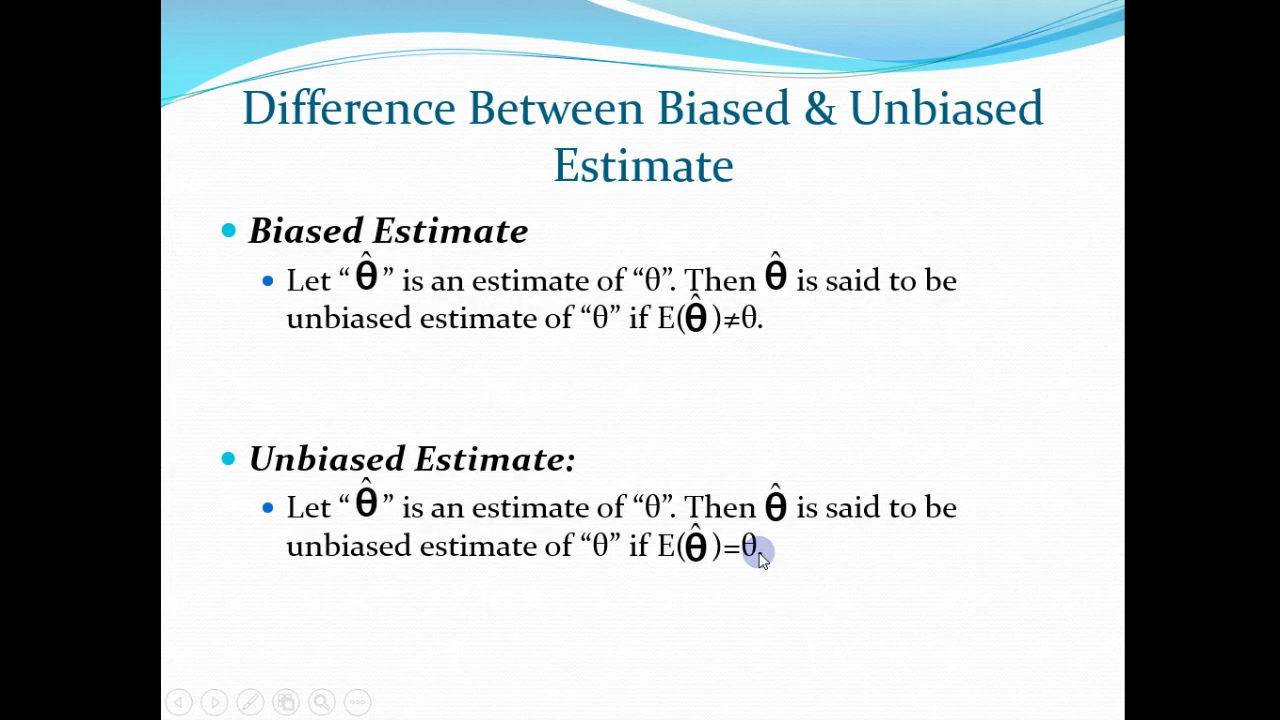 Difference Between Biased & Unbiased
Estimate
• Biased Estimate
• Let “ θ̂ ” is an estimate of “θ”. Then θ̂ is said to be
unbiased estimate of “θ” if E(θ̂ )≠θ.
• Unbiased Estimate:
• Let “ θ̂ ” is an estimate of “θ”. Then θ̂ is said to be
unbiased estimate of “θ” if E(θ̂ )=θ.